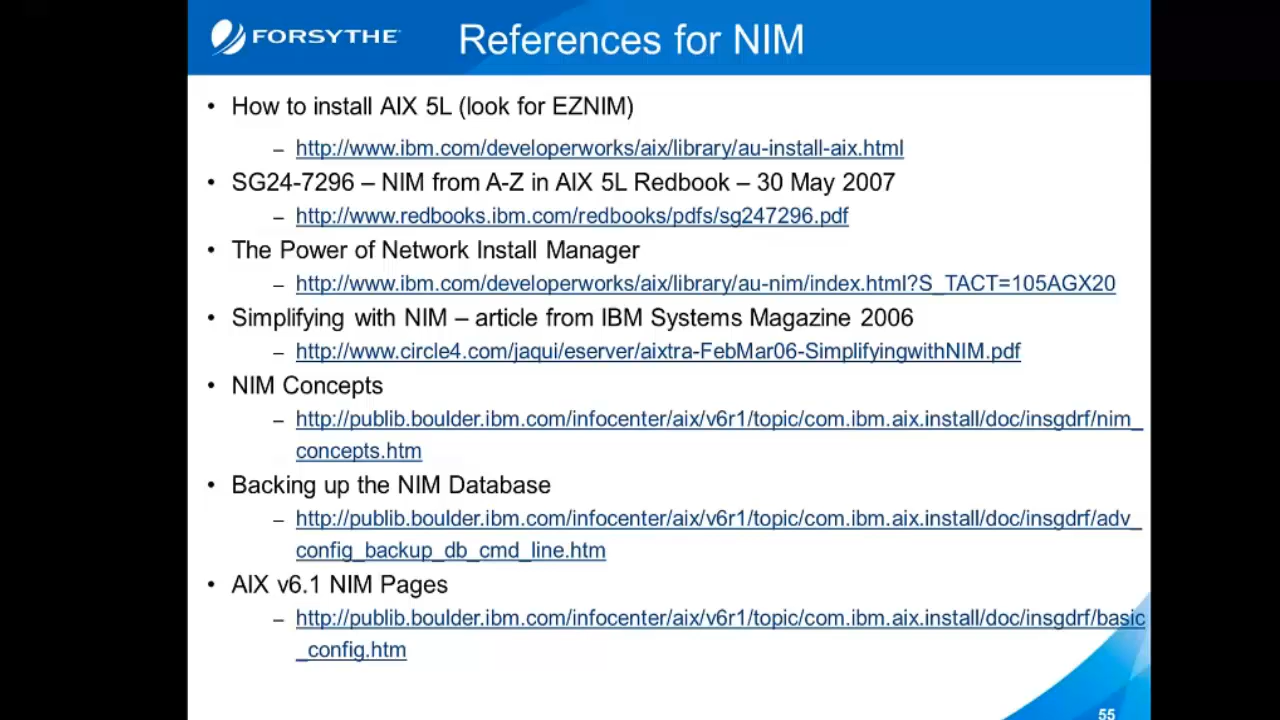 FORSYTHE
References for NIM
• How to install AIX 5L (look for EZNIM)
– http://www.ibm.com/developerworks/aix/library/au-install-aix.html
• SG24-7296 – NIM from A-Z in AIX 5L Redbook – 30 May 2007
– http://www.redbooks.ibm.com/redbooks/pdfs/sg247296.pdf
• The Power of Network Install Manager
– http://www.ibm.com/developerworks/aix/library/au-nim/index.html?S_TACT=105AGX20
• Simplifying with NIM – article from IBM Systems Magazine 2006
– http://www.circle4.com/jaqui/eserver/aixtra-FebMar06-SimplifyingwithNIM.pdf
• NIM Concepts
– http://publib.boulder.ibm.com/infocenter/aix/v6r1/topic/com.ibm.aix.install/doc/insgdrf/nim_
concepts.htm
• Backing up the NIM Database
– http://publib.boulder.ibm.com/infocenter/aix/v6r1/topic/com.ibm.aix.install/doc/insgdrf/adv_
config_backup_db_cmd_line.htm
• AIX v6.1 NIM Pages
– http://publib.boulder.ibm.com/infocenter/aix/v6r1/topic/com.ibm.aix.install/doc/insgdrf/basic
_config.htm
55